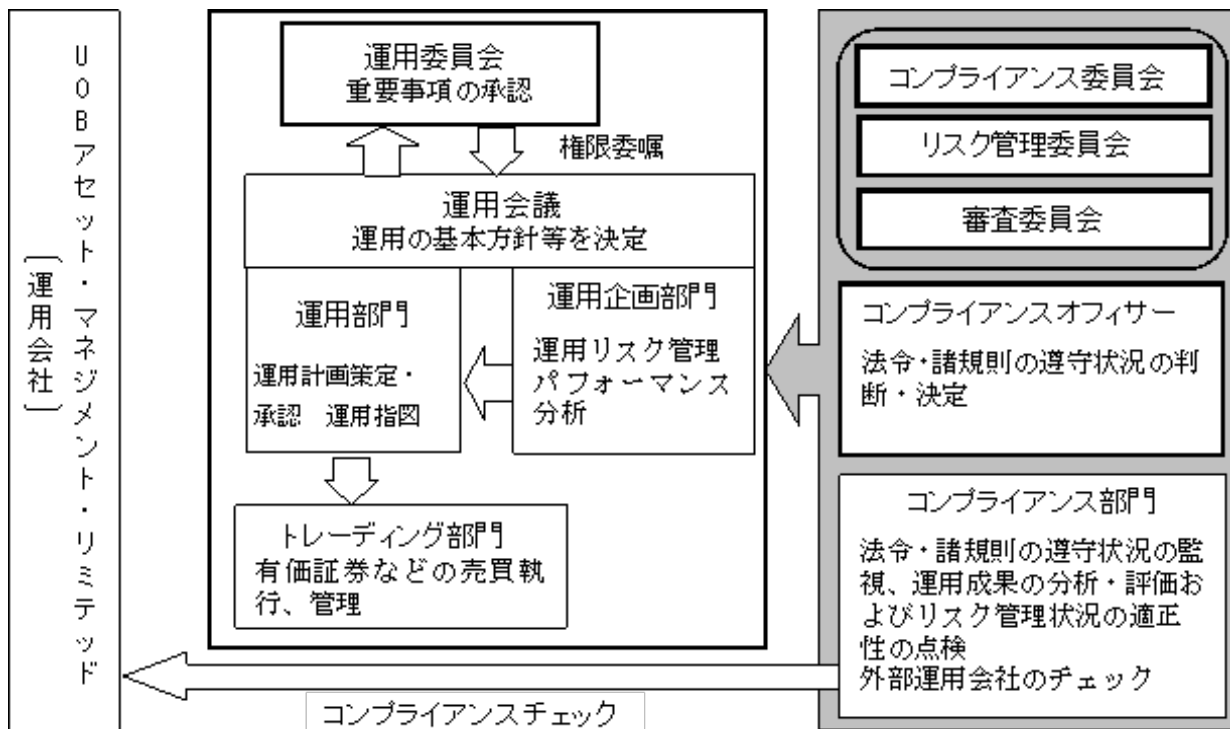 UOBアセット・マネジメント・リミテッド
〔運用会社〕
運用委員会
重要事項の承認
権限委嘱
運用会議
運用の基本方針等を決定
運用部門
運用計画策定・
承認　運用指図
運用企画部門
運用リスク管理
パフォーマンス
分析
トレーディング部門
有価証券などの売買執
行、管理
コンプライアンス委員会
リスク管理委員会
審査委員会
コンプライアンスオフィサー
法令・諸規則の遵守状況の判
断・決定
コンプライアンス部門
法令・諸規則の遵守状況の監
視、運用成果の分析・評価お
よびリスク管理状況の適正
性の点検
外部運用会社のチェック
コンプライアンスチェック